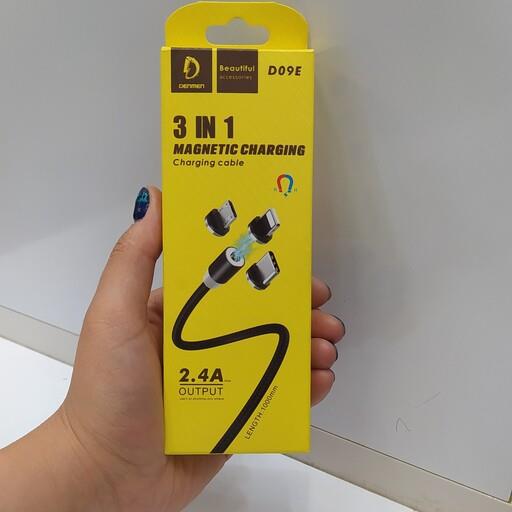 DENMEN
Beautiful
accessories
D09E
3 IN 1
MAGNETIC CHARGING
Charging cable
2.4A
OUTPUT
LENGTH:1000mm